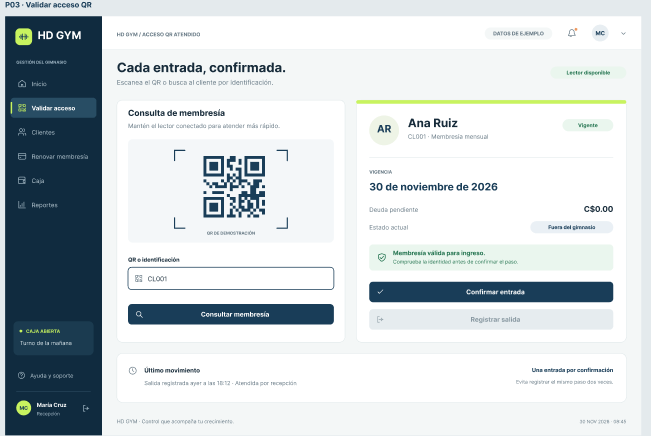 P03 · Validar acceso QR
HD GYM
HD GYM / ACCESO QR ATENDIDO
DATOS DE EJEMPLO
MC
GESTIÓN DEL GIMNASIO
Inicio
Validar acceso
Clientes
Renovar membresía
Caja
Reportes
CAJA ABIERTA
Turno de la mañana
Ayuda y soporte
MC
María Cruz
Recepción
Cada entrada, confirmada.
Escanea el QR o busca al cliente por identificación.
Lector disponible
Consulta de membresía
Mantén el lector conectado para atender más rápido.
QR DE DEMOSTRACIÓN
QR o identificación
CL001
Consultar membresía
AR
Ana Ruiz
CL001 · Membresía mensual
Vigente
VIGENCIA
30 de noviembre de 2026
Deuda pendiente
C$0.00
Estado actual
Fuera del gimnasio
Membresía válida para ingreso.
Comprueba la identidad antes de confirmar el paso.
Confirmar entrada
Registrar salida
Último movimiento
Salida registrada ayer a las 18:12 · Atendida por recepción
Una entrada por confirmación
Evita registrar el mismo paso dos veces.
HD GYM · Control que acompaña tu crecimiento.
30 NOV 2026 · 08:45